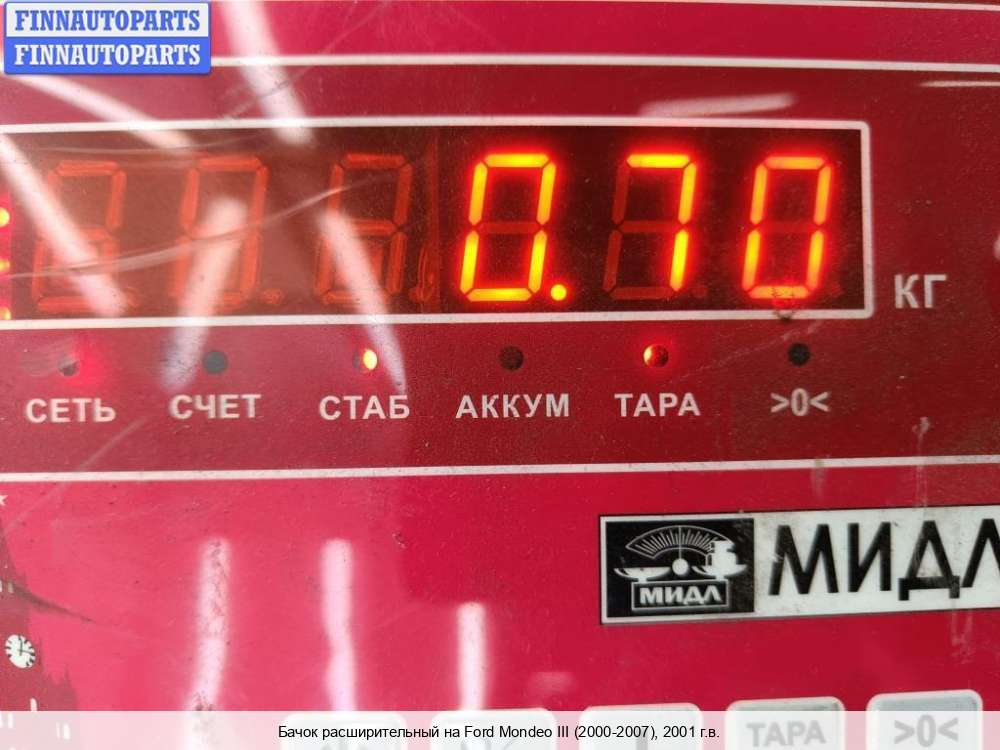 FINNAUTOPARTS
FINNAUTOPARTS
0.70
КГ
СЕТЬ СЧЕТ СТАБ АККУМ ТАРА >0<
МИДЛ МИДЛ
ТАРА >0<
Бачок расширительный на Ford Mondeo III (2000-2007), 2001 г.в.